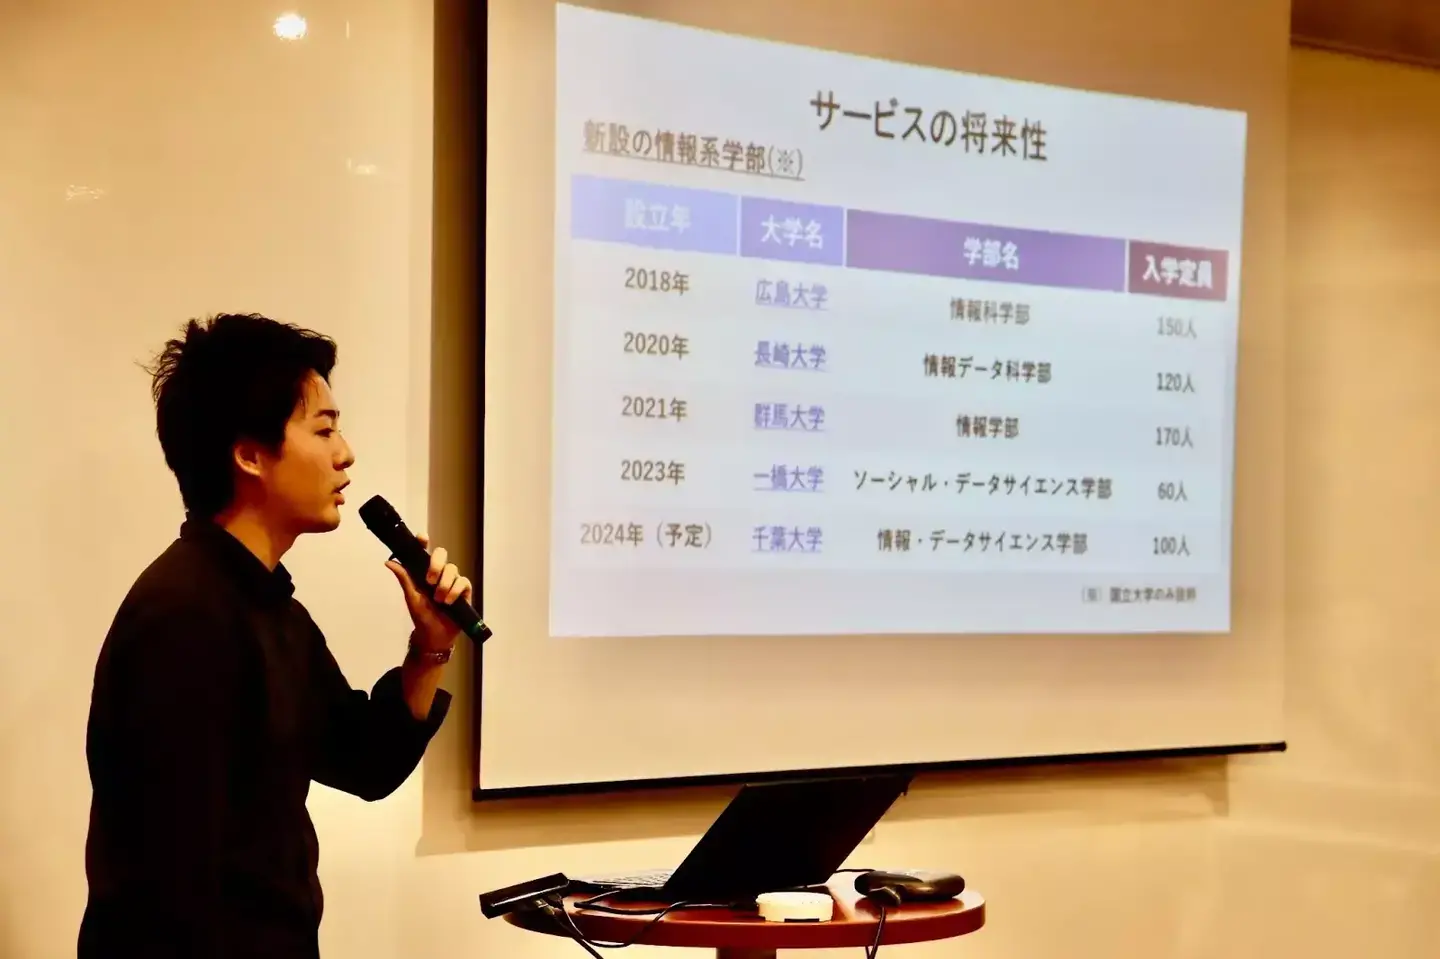 サービスの将来性
新設の情報系学部(※)
設立年 大学名 学部名 入学定員
2018年 広島大学 情報科学部 150人
2020年 長崎大学 情報データ科学部 120人
2021年 群馬大学 情報学部 170人
2023年 一橋大学 ソーシャル・データサイエンス学部 60人
2024年（予定） 千葉大学 情報・データサイエンス学部 100人
（※）国立大学のみ抜粋